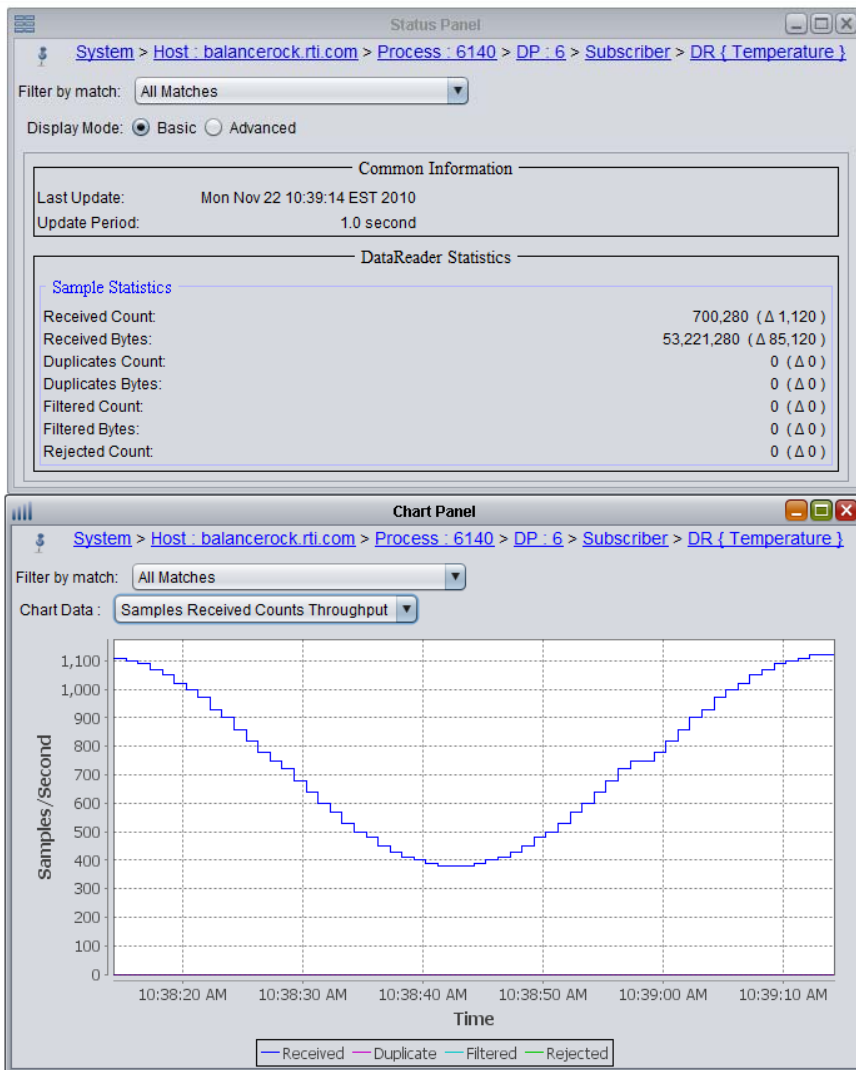 Status Panel
System > Host : balancerock.rti.com > Process : 6140 > DP : 6 > Subscriber > DR { Temperature }
Filter by match: All Matches
Display Mode: Basic Advanced
Common Information
Last Update: Mon Nov 22 10:39:14 EST 2010
Update Period: 1.0 second
DataReader Statistics
Sample Statistics
Received Count: 700,280 ( Δ 1,120 )
Received Bytes: 53,221,280 ( Δ 85,120 )
Duplicates Count: 0 ( Δ 0 )
Duplicates Bytes: 0 ( Δ 0 )
Filtered Count: 0 ( Δ 0 )
Filtered Bytes: 0 ( Δ 0 )
Rejected Count: 0 ( Δ 0 )
Chart Panel
System > Host : balancerock.rti.com > Process : 6140 > DP : 6 > Subscriber > DR { Temperature }
Filter by match: All Matches
Chart Data : Samples Received Counts Throughput
Samples/Second
1,100
1,000
900
800
700
600
500
400
300
200
100
0
10:38:20 AM 10:38:30 AM 10:38:40 AM 10:38:50 AM 10:39:00 AM 10:39:10 AM
Time
Received Duplicate Filtered Rejected